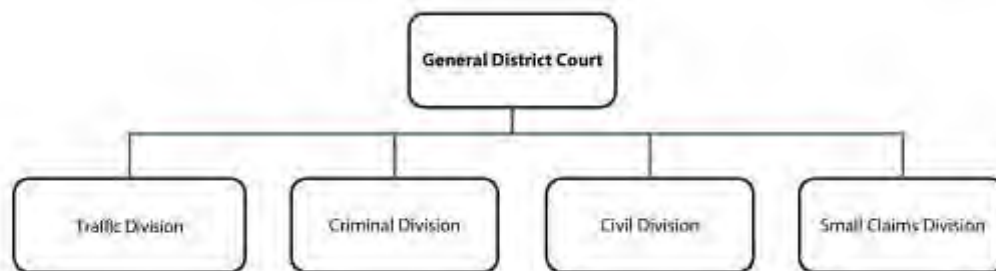 General District Court
Traffic Division
Criminal Division
Civil Division
Small Claims Division